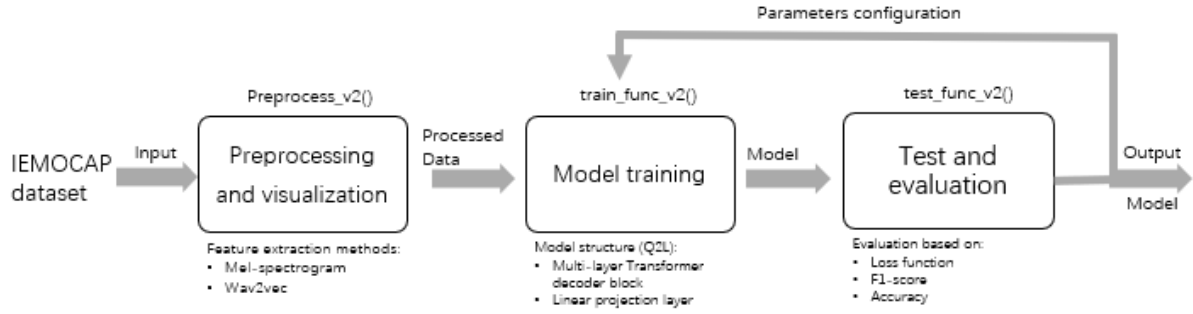 Parameters configuration
Preprocess_v2()
train_func_v2()
test_func_v2()
IEMOCAP
dataset
Input
Preprocessing
and visualization
Processed
Data
Model training
Model
Test and
evaluation
Output
Model
Feature extraction methods:
• Mel-spectrogram
• Wav2vec
Model structure (Q2L):
• Multi-layer Transformer
decoder block
• Linear projection layer
Evaluation based on:
• Loss function
• F1-score
• Accuracy